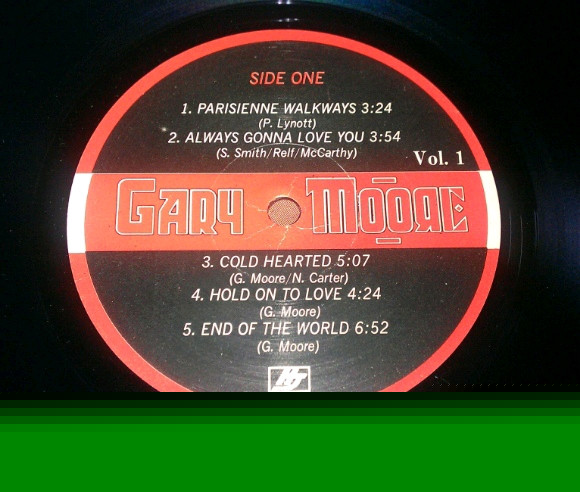 SIDE ONE
1. PARISIENNE WALKWAYS 3:24
(P. Lynott)
2. ALWAYS GONNA LOVE YOU 3:54
(S. Smith/Relf/McCarthy)
Vol. 1
GARY MOORE
3. COLD HEARTED 5:07
(G. Moore/N. Carter)
4. HOLD ON TO LOVE 4:24
(G. Moore)
5. END OF THE WORLD 6:52
(G. Moore)